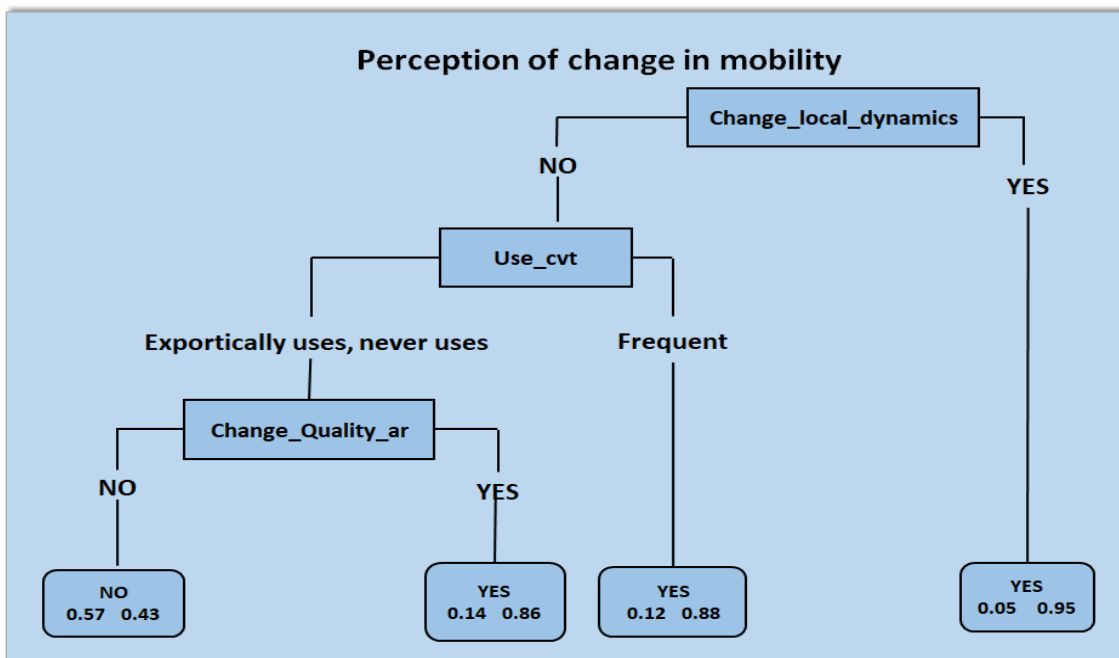 Perception of change in mobility
Change_local_dynamics
NO
YES
Use_cvt
Exportically uses, never uses
Frequent
Change_Quality_ar
NO
YES
NO
0.57 0.43
YES
0.14 0.86
YES
0.12 0.88
YES
0.05 0.95